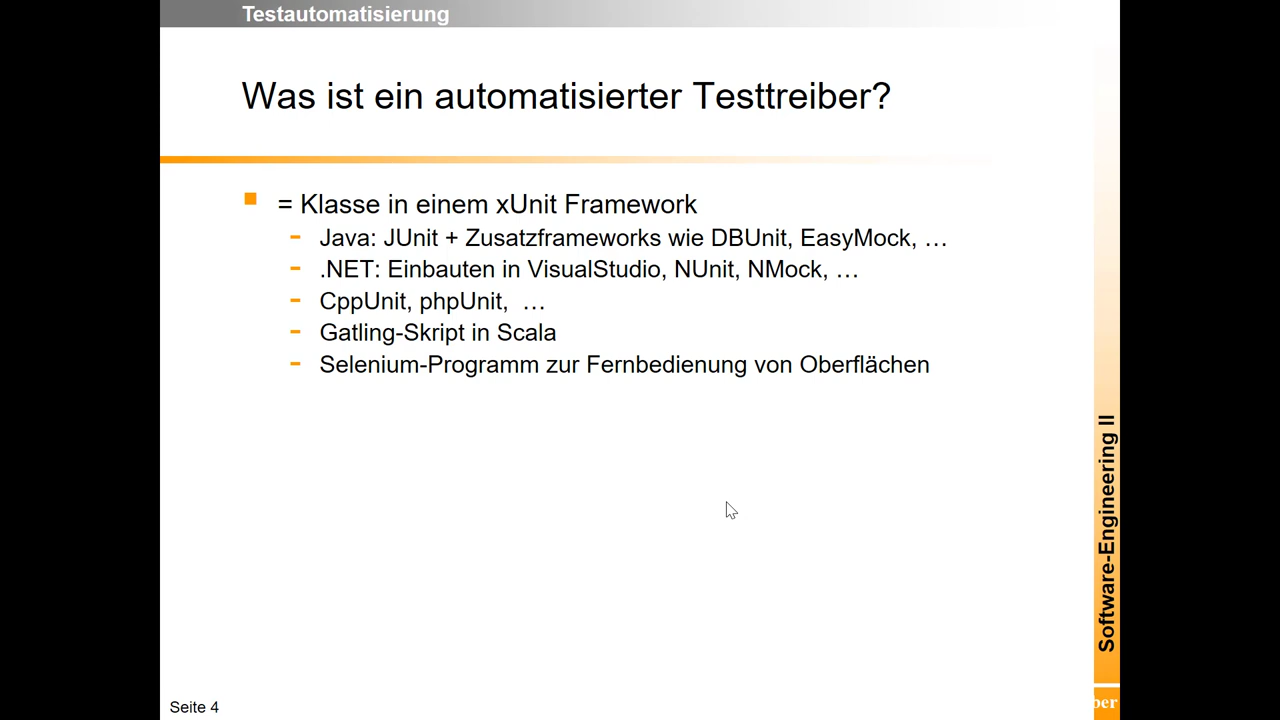 Testautomatisierung
Was ist ein automatisierter Testtreiber?
= Klasse in einem xUnit Framework
- Java: JUnit + Zusatzframeworks wie DBUnit, EasyMock, …
- .NET: Einbauten in VisualStudio, NUnit, NMock, …
- CppUnit, phpUnit, …
- Gatling-Skript in Scala
- Selenium-Programm zur Fernbedienung von Oberflächen
Software-Engineering II
Seite 4